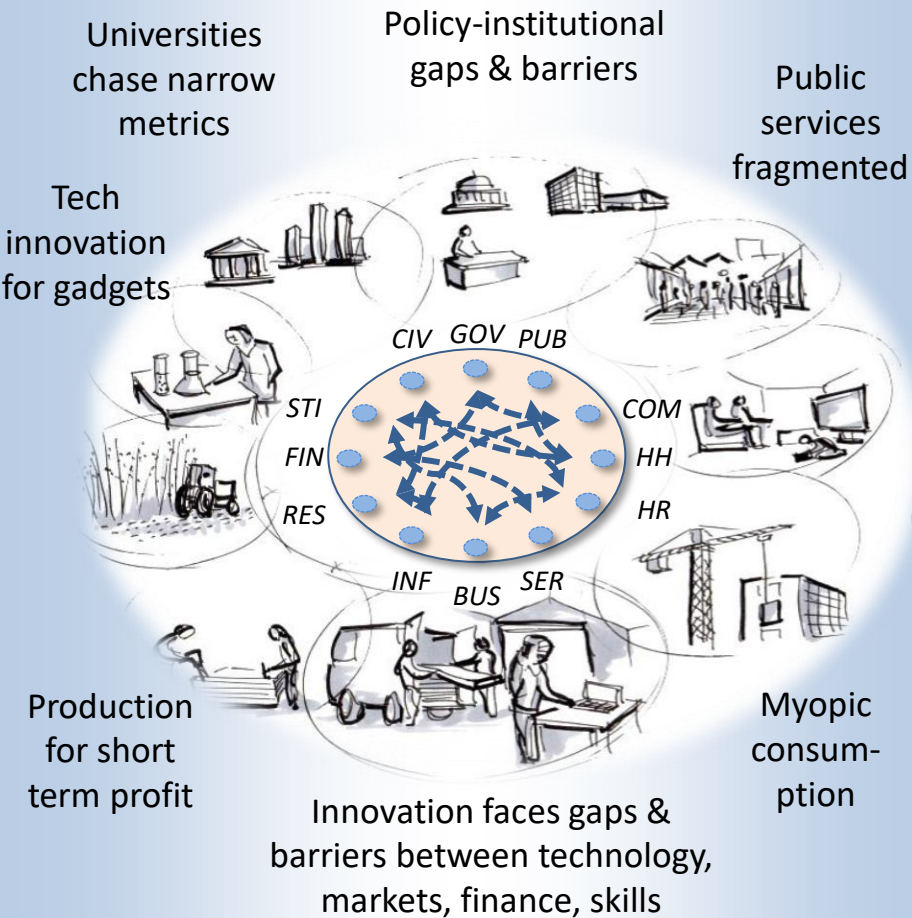 Universities
chase narrow
metrics
Policy-institutional
gaps & barriers
Public
services
fragmented
Tech
innovation
for gadgets
CIV
GOV
PUB
STI
COM
FIN
HH
RES
HR
INF
BUS
SER
Production
for short
term profit
Myopic
consum-
ption
Innovation faces gaps &
barriers between technology,
markets, finance, skills